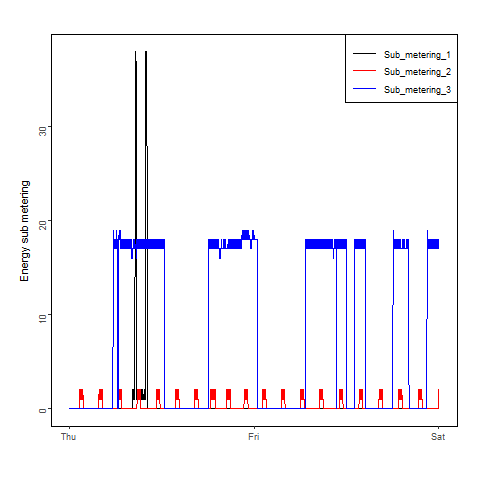 Sub_metering_1
Sub_metering_2
Sub_metering_3
Energy sub metering
30
20
10
0
Thu Fri Sat